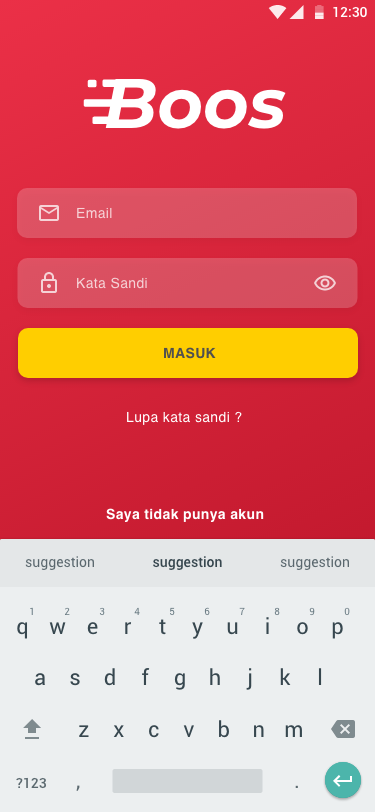 12:30
Boos
Email
Kata Sandi
MASUK
Lupa kata sandi ?
Saya tidak punya akun
suggestion suggestion suggestion
1 2 3 4 5 6 7 8 9 0
q w e r t y u i o p
a s d f g h j k l
z x c v b n m
?123 , .